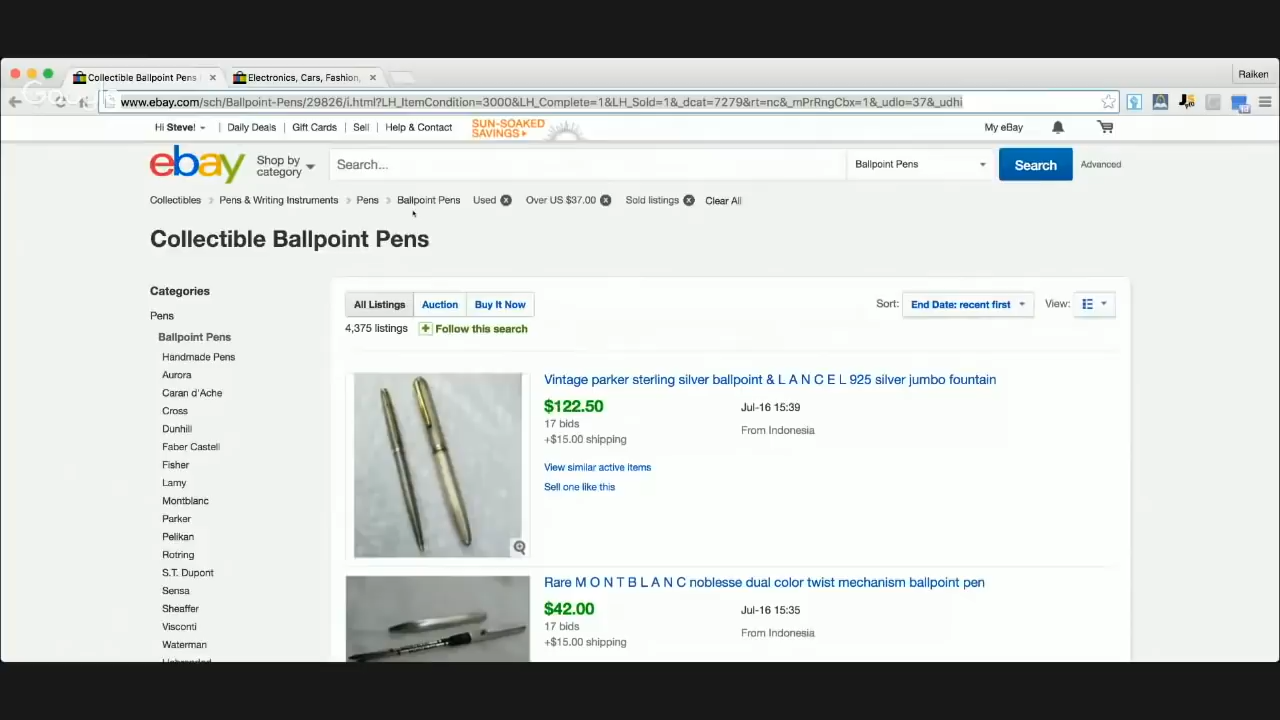 Collectible Ballpoint Pens
Electronics, Cars, Fashion,
Raiken
www.ebay.com/sch/Ballpoint-Pens/29826/i.html?LH_ItemCondition=3000&LH_Complete=1&LH_Sold=1&_dcat=7279&rt=nc&_mPrRngCbx=1&_udlo=37&_udhi
Hi Steve! Daily Deals Gift Cards Sell Help & Contact SUN-SOAKED SAVINGS My eBay
ebay Shop by category Search... Ballpoint Pens Search Advanced
Collectibles Pens & Writing Instruments Pens Ballpoint Pens Used Over US $37.00 Sold listings Clear All
Collectible Ballpoint Pens
Categories
Pens
Ballpoint Pens
Handmade Pens
Aurora
Caran d'Ache
Cross
Dunhill
Faber Castell
Fisher
Lamy
Montblanc
Parker
Pelikan
Rotring
S.T. Dupont
Sensa
Sheaffer
Visconti
Waterman
All Listings Auction Buy It Now Sort: End Date: recent first View:
4,375 listings Follow this search
Vintage parker sterling silver ballpoint & L A N C E L 925 silver jumbo fountain
$122.50 Jul-16 15:39
17 bids From Indonesia
+$15.00 shipping
View similar active items
Sell one like this
Rare M O N T B L A N C noblesse dual color twist mechanism ballpoint pen
$42.00 Jul-16 15:35
17 bids From Indonesia
+$15.00 shipping